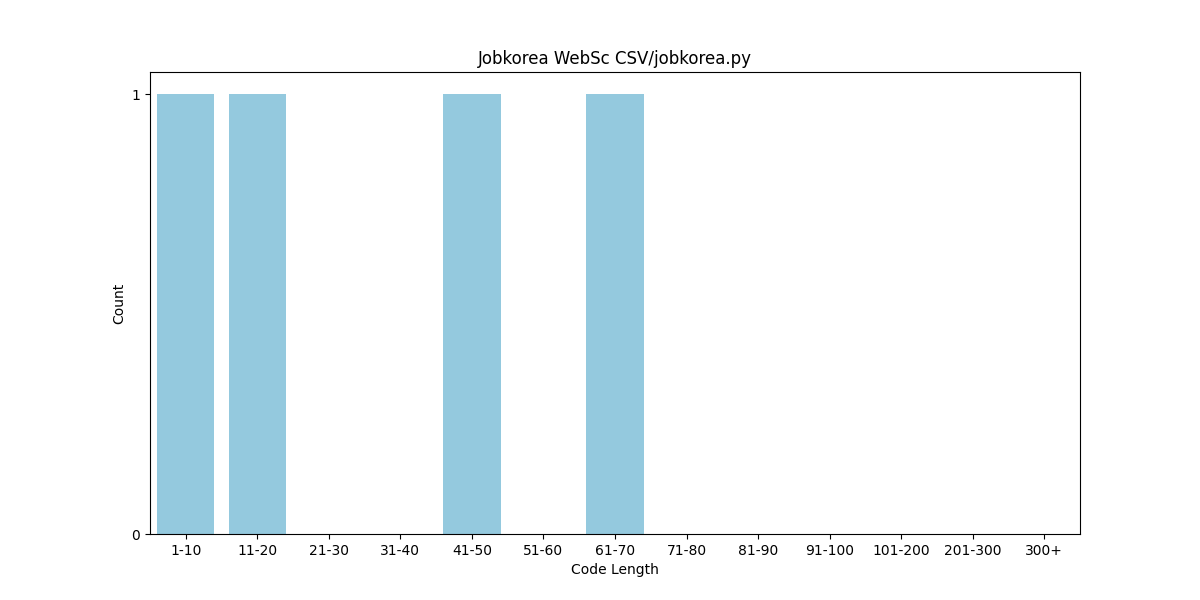 Jobkorea WebSc CSV/jobkorea.py
1
Count
0
1-10 11-20 21-30 31-40 41-50 51-60 61-70 71-80 81-90 91-100 101-200 201-300 300+
Code Length